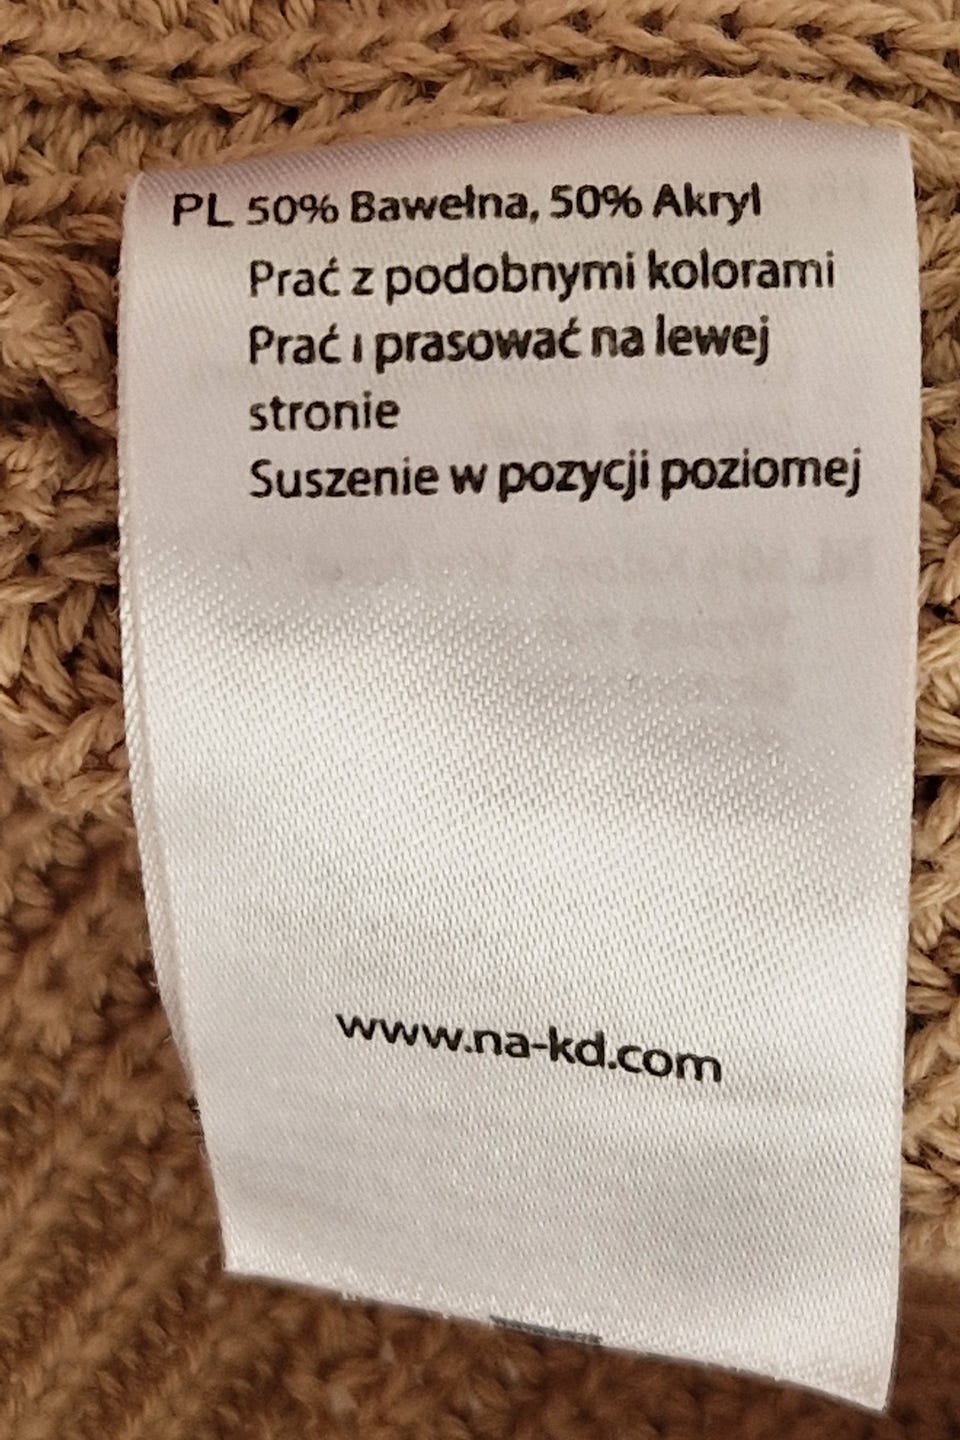 PL 50% Bawełna, 50% Akryl
Prać z podobnymi kolorami
Prać i prasować na lewej
stronie
Suszenie w pozycji poziomej
www.na-kd.com